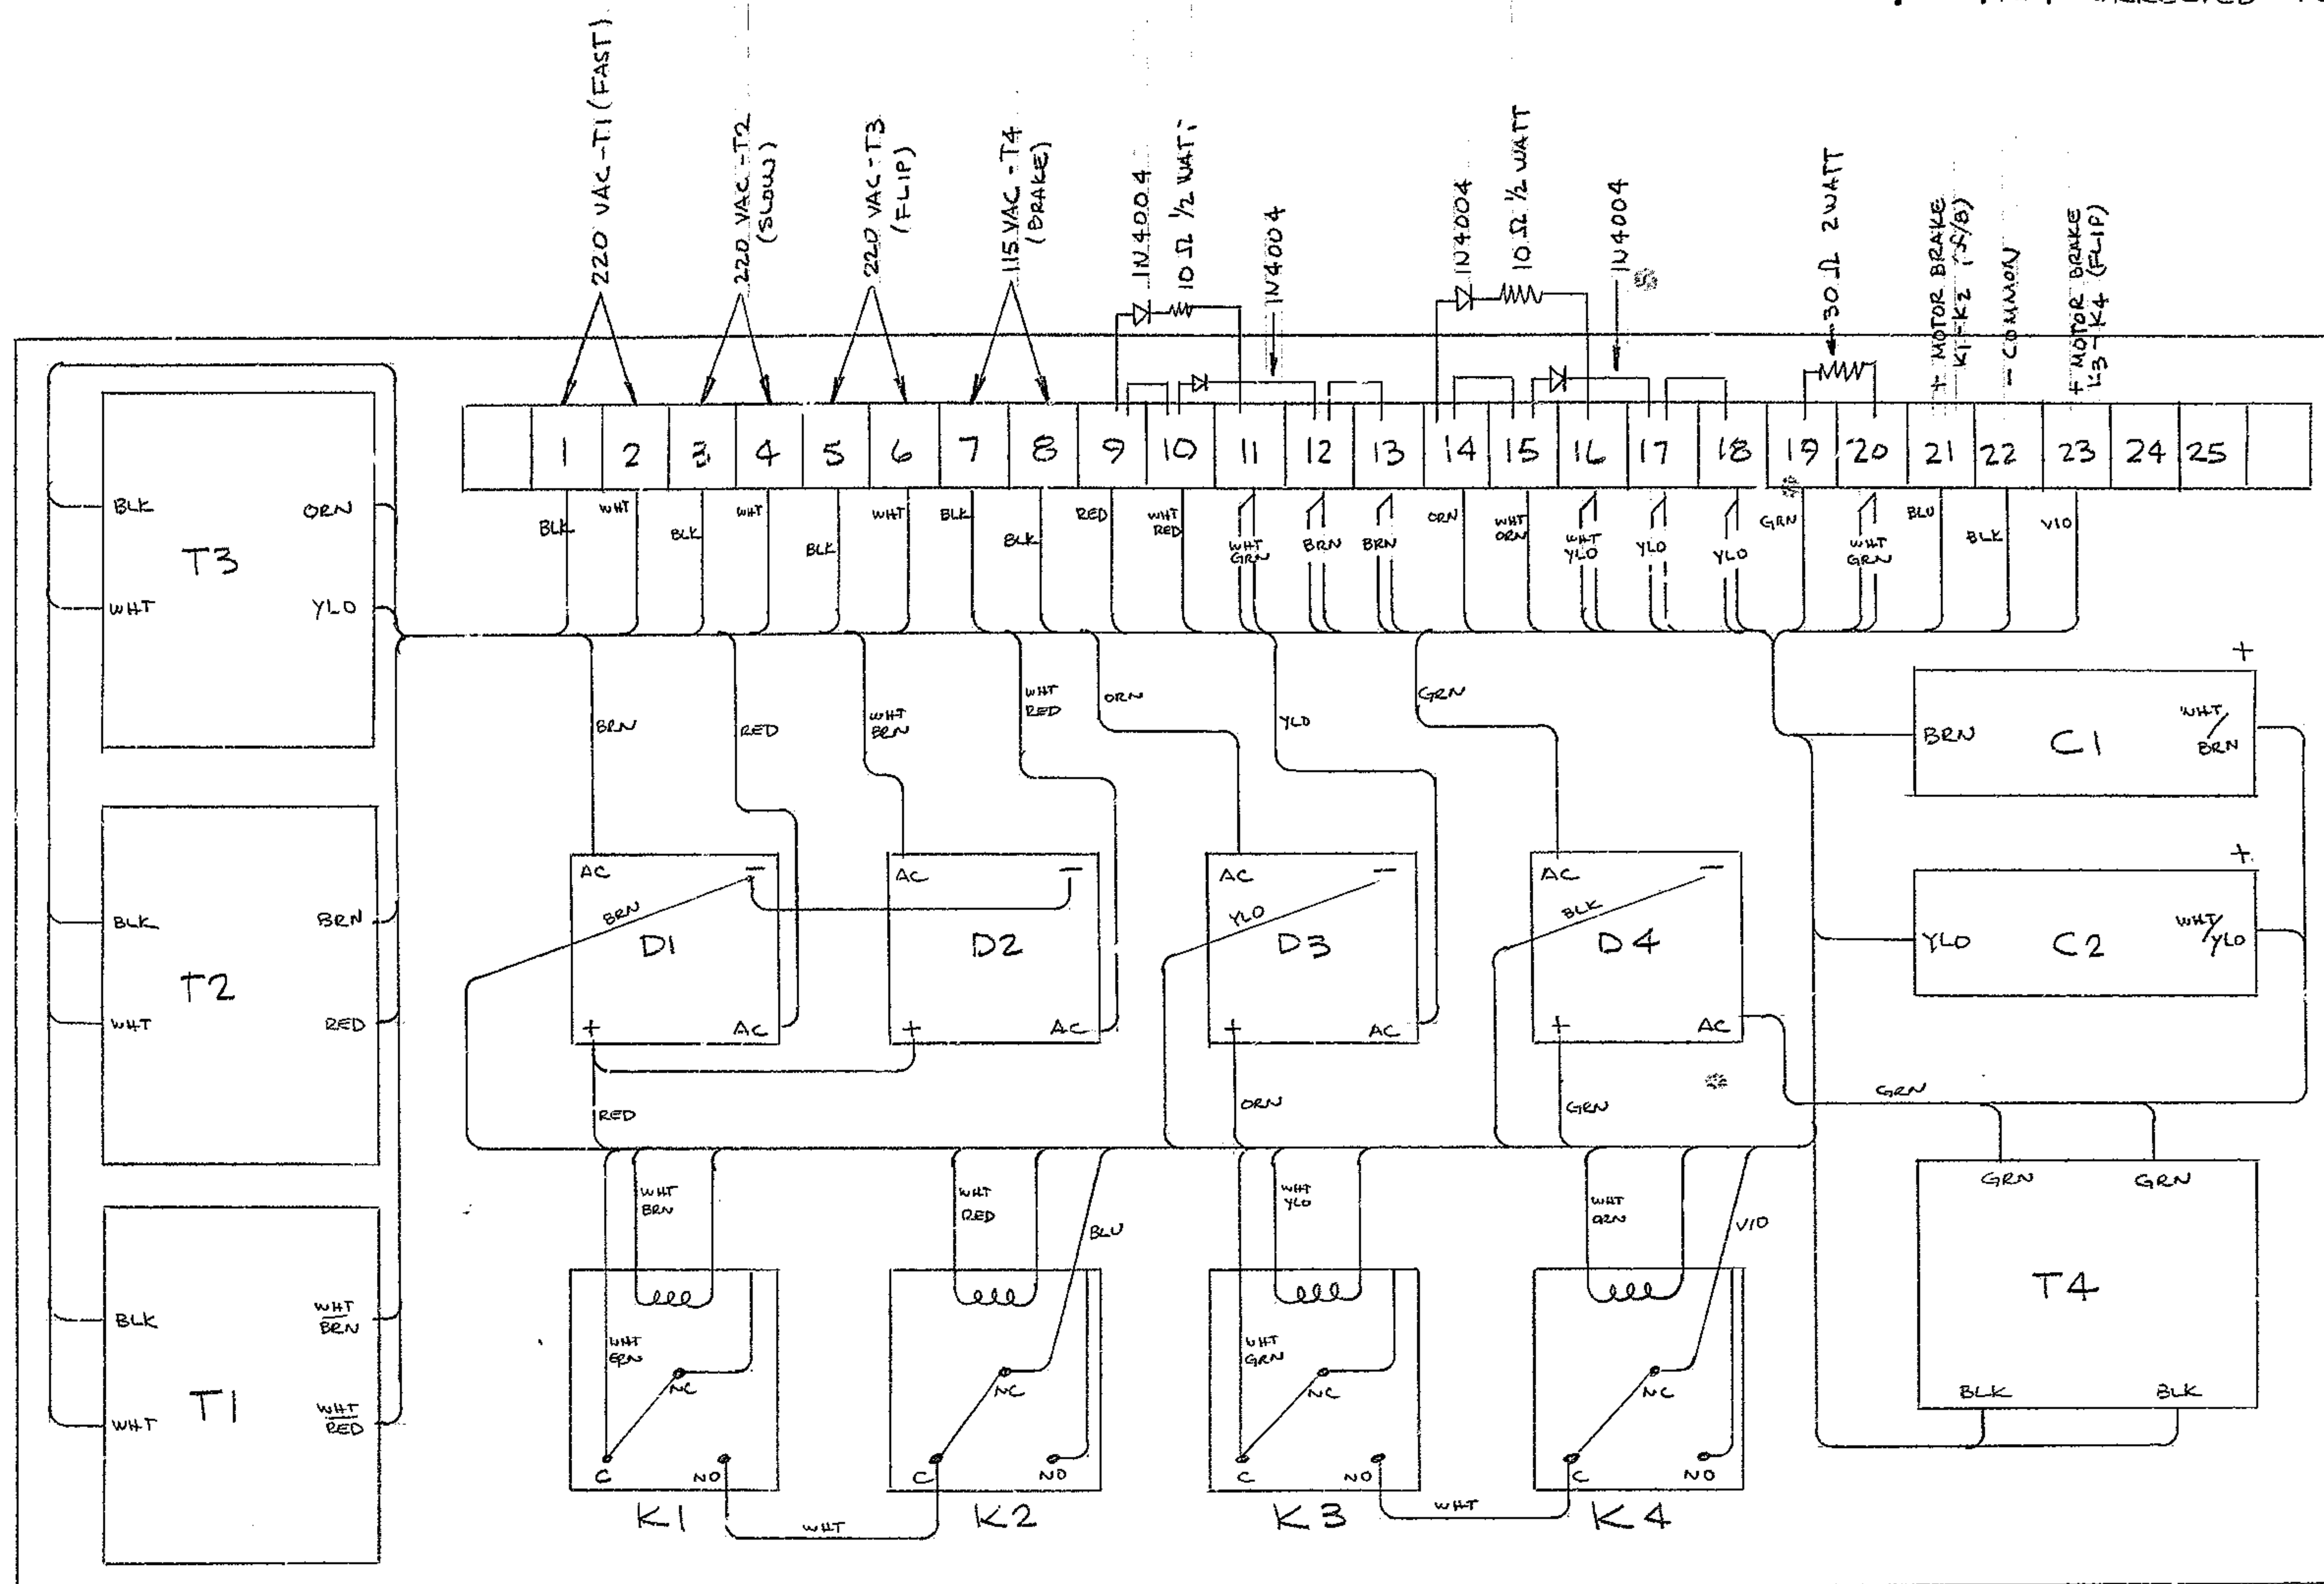 220 VAC-T1 (FAST)
220 VAC-T2
(SLOW)
220 VAC-T3
(FLIP)
115 VAC-T4
(BRAKE)
1N4004
10Ω 1/2 WATT
1N4004
1N4004
10Ω 1/2 WATT
1N4004
30Ω 2WATT
+ MOTOR BRAKE
K1-K2
- COMMON
+ MOTOR BRAKE
K3-K4 (FLIP)
1 2 3 4 5 6 7 8 9 10 11 12 13 14 15 16 17 18 19 20 21 22 23 24 25
BLK
WHT
BLK
WHT
BLK
WHT
BLK
BLK
RED
WHT
RED
WHT
GRN
BRN
BRN
ORN
WHT
ORN
WHT
YLO
YLO
YLO
GRN
WHT
GRN
BLU
BLK
VIO
BLK
ORN
T3
WHT
YLO
BLK
BRN
T2
WHT
RED
BLK
WHT
BRN
T1
WHT
WHT
RED
BRN
RED
WHT
BRN
WHT
RED
ORN
YLO
GRN
AC
-
BRN
D1
+
AC
AC
-
D2
+
AC
AC
-
YLO
D3
+
AC
AC
-
BLK
D4
+
AC
RED
ORN
GRN
GRN
+
BRN
C1
WHT/
BRN
+
YLO
C2
WHT/
YLO
GRN
GRN
T4
BLK
BLK
WHT
BRN
WHT
NC
C
NO
K1
WHT
WHT
RED
BLU
NC
C
NO
K2
WHT
YLO
WHT
GRN
NC
C
NO
K3
WHT
WHT
GRN
VIO
NC
C
NO
K4